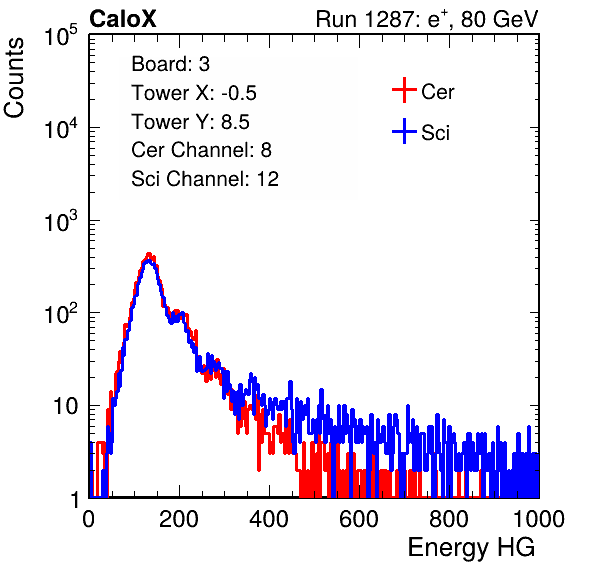 CaloX Run 1287: e⁺, 80 GeV
Counts
10⁵
10⁴
10³
10²
10
1
Board: 3
Tower X: -0.5
Tower Y: 8.5
Cer Channel: 8
Sci Channel: 12
Cer
Sci
0 200 400 600 800 1000
Energy HG